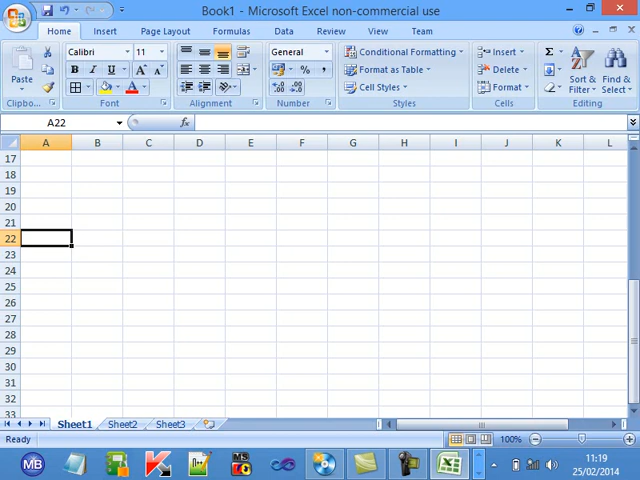 Book1 - Microsoft Excel non-commercial use
Home Insert Page Layout Formulas Data Review View Team
Paste
Calibri 11
B I U A A
A
General
% ,
Conditional Formatting
Format as Table
Cell Styles
Insert
Delete
Format
Σ
Sort & Filter
Find & Select
Clipboard... Font Alignment Number Styles Cells Editing
A22 fx
A B C D E F G H I J K L
17
18
19
20
21
22
23
24
25
26
27
28
29
30
31
32
33
Sheet1 Sheet2 Sheet3
Ready 100%
MB MS
11:19
25/02/2014